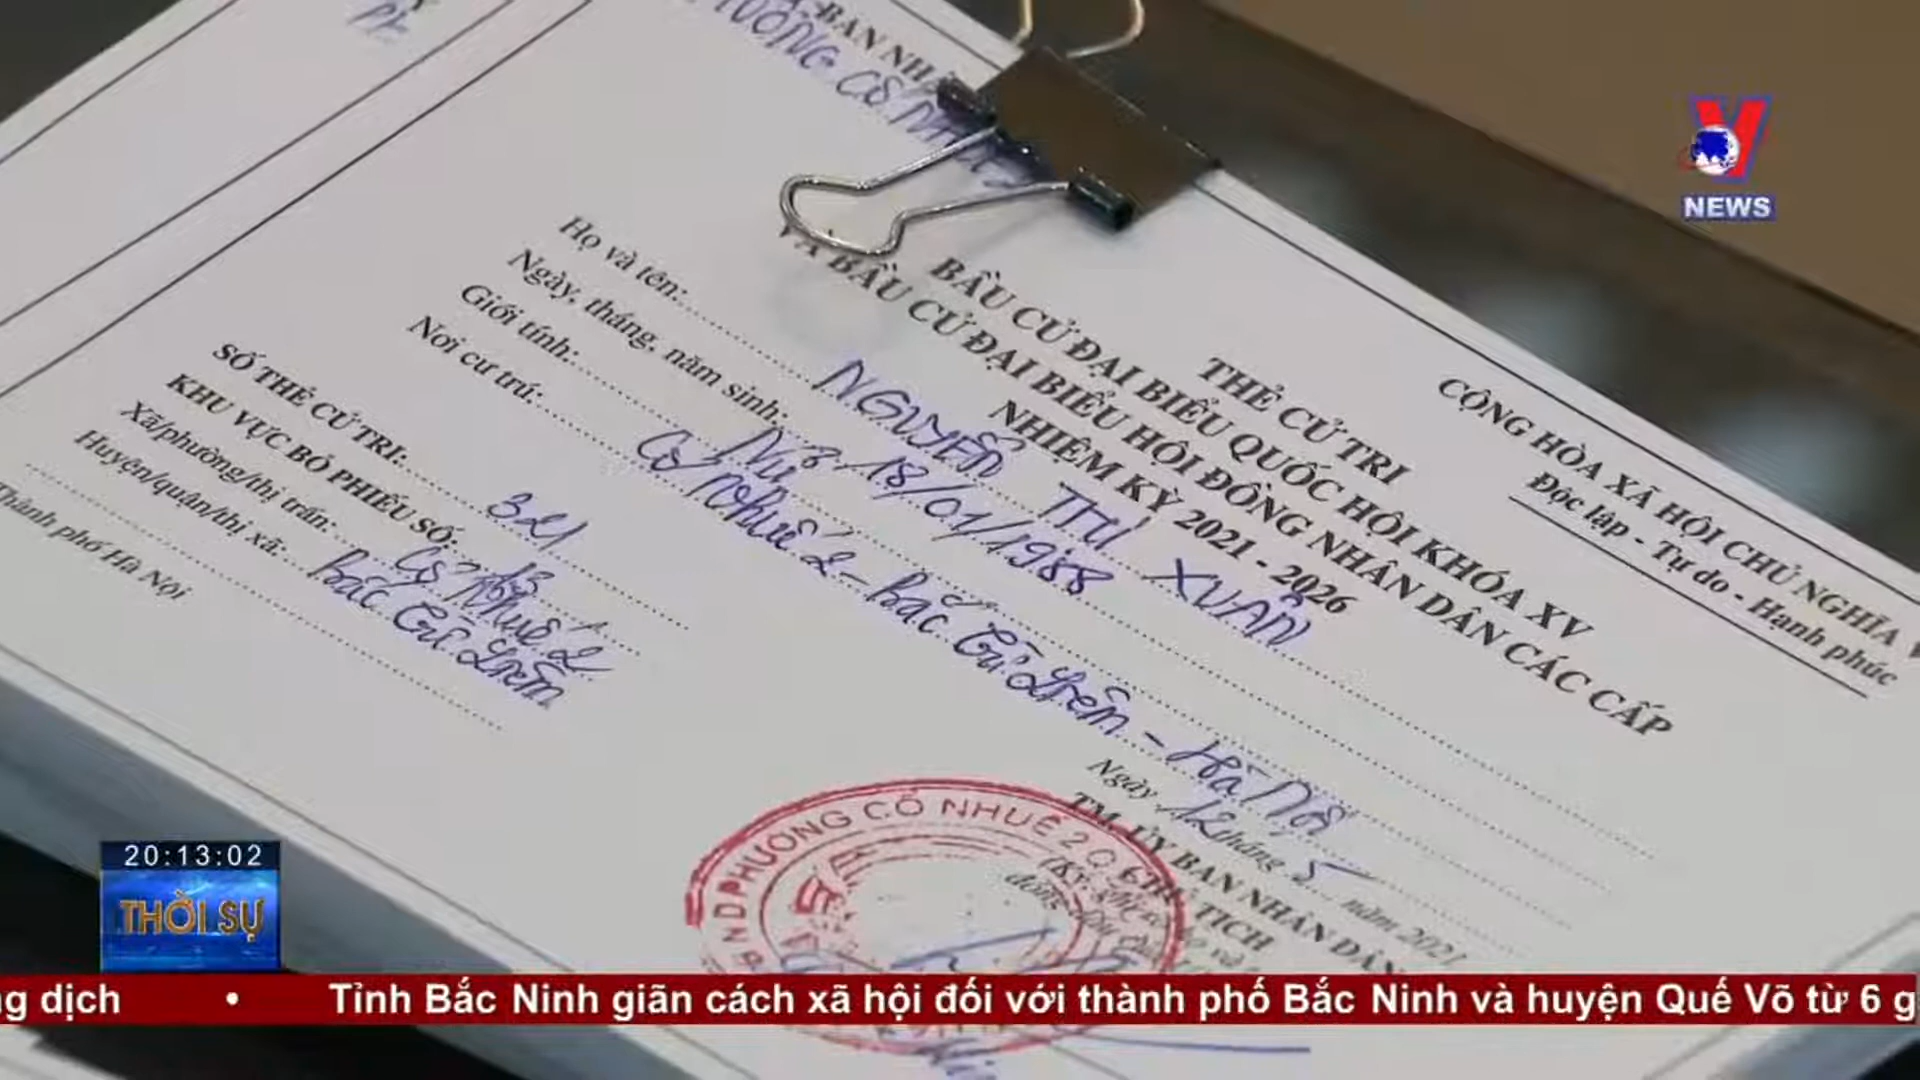 NEWS
CỘNG HÒA XÃ HỘI CHỦ NGHĨA
Độc lập - Tự do - Hạnh phúc
THẺ CỬ TRI
BẦU CỬ ĐẠI BIỂU QUỐC HỘI KHÓA XV
VÀ BẦU CỬ ĐẠI BIỂU HỘI ĐỒNG NHÂN DÂN CÁC CẤP
NHIỆM KỲ 2021 - 2026
Họ và tên: NGUYỄN THỊ XUÂN
Ngày, tháng, năm sinh: 18/01/1988
Giới tính: Nữ
Nơi cư trú: Cổ Nhuế 2 - Bắc Từ Liêm - Hà Nội
SỐ THẺ CỬ TRI: 321
KHU VỰC BỎ PHIẾU SỐ:
Xã/phường/thị trấn: Cổ Nhuế 2
Huyện/quận/thị xã: Bắc Từ Liêm
Thành phố Hà Nội
Ngày 12 tháng 5 năm 2021
TM. ỦY BAN NHÂN DÂN
TỊCH
PHƯỜNG CỔ NHUẾ 2
20:13:02
THỜI SỰ
dịch • Tỉnh Bắc Ninh giãn cách xã hội đối với thành phố Bắc Ninh và huyện Quế Võ từ 6 g